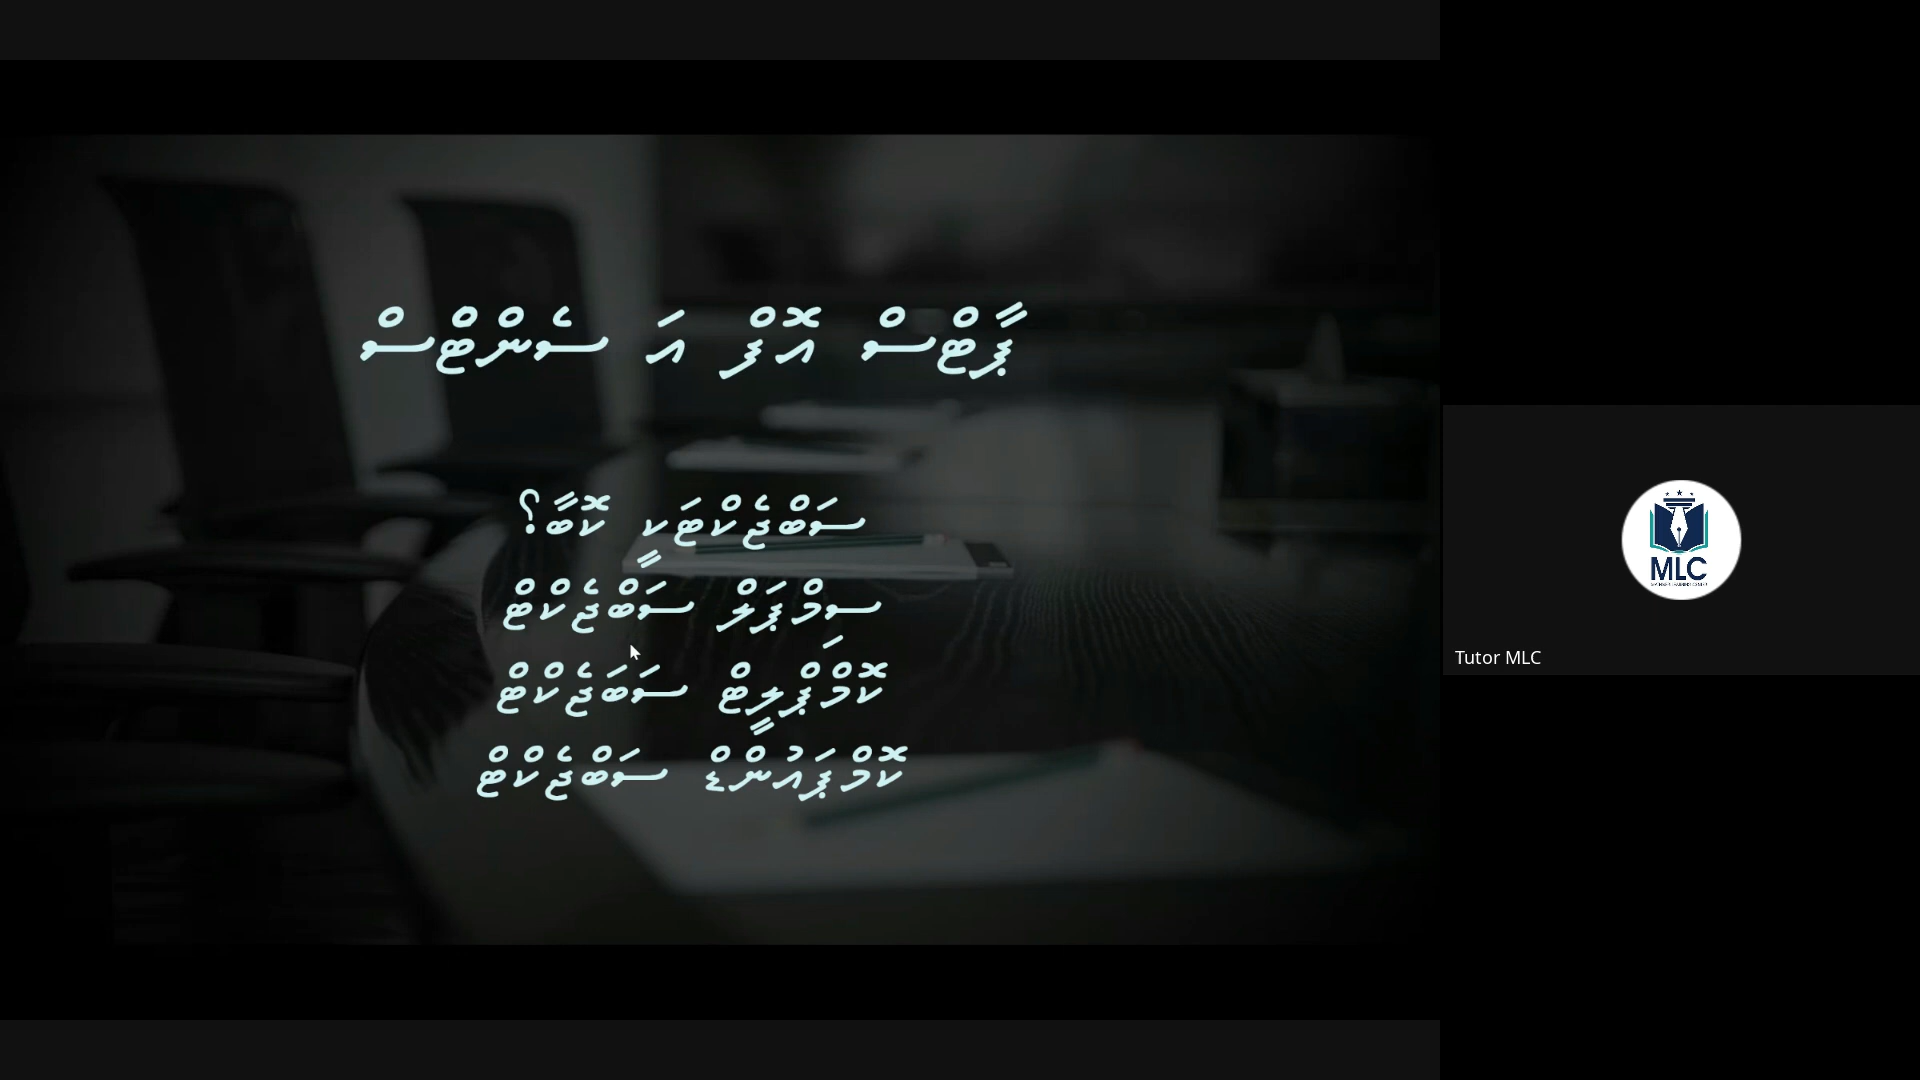 ޕާޓްސް އޮފް އަ ސެންޓްސް
ސަބްޖެކްޓަކީ ކޮބާ؟
ސިމްޕަލް ސަބްޖެކްޓް
ކޮމްޕްލީޓް ސަބަޖެކްޓް
ކޮމްޕައުންޑް ސަބްޖެކްޓް
MLC
Tutor MLC